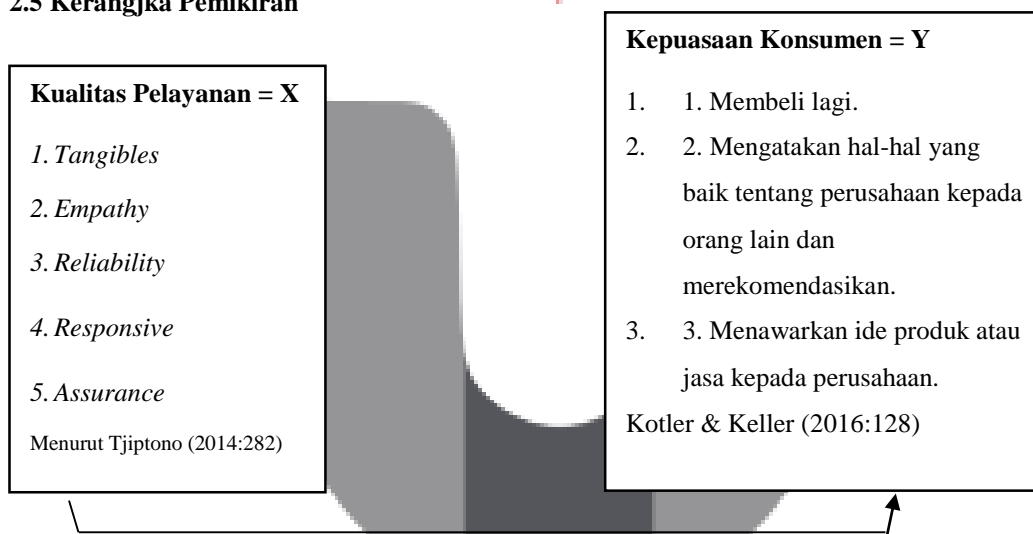 2.5 Kerangjka Pemikiran
Kualitas Pelayanan = X
1. Tangibles
2. Empathy
3. Reliability
4. Responsive
5. Assurance
Menurut Tjiptono (2014:282)
Kepuasaan Konsumen = Y
1. 1. Membeli lagi.
2. 2. Mengatakan hal-hal yang
baik tentang perusahaan kepada
orang lain dan
merekomendasikan.
3. 3. Menawarkan ide produk atau
jasa kepada perusahaan.
Kotler & Keller (2016:128)